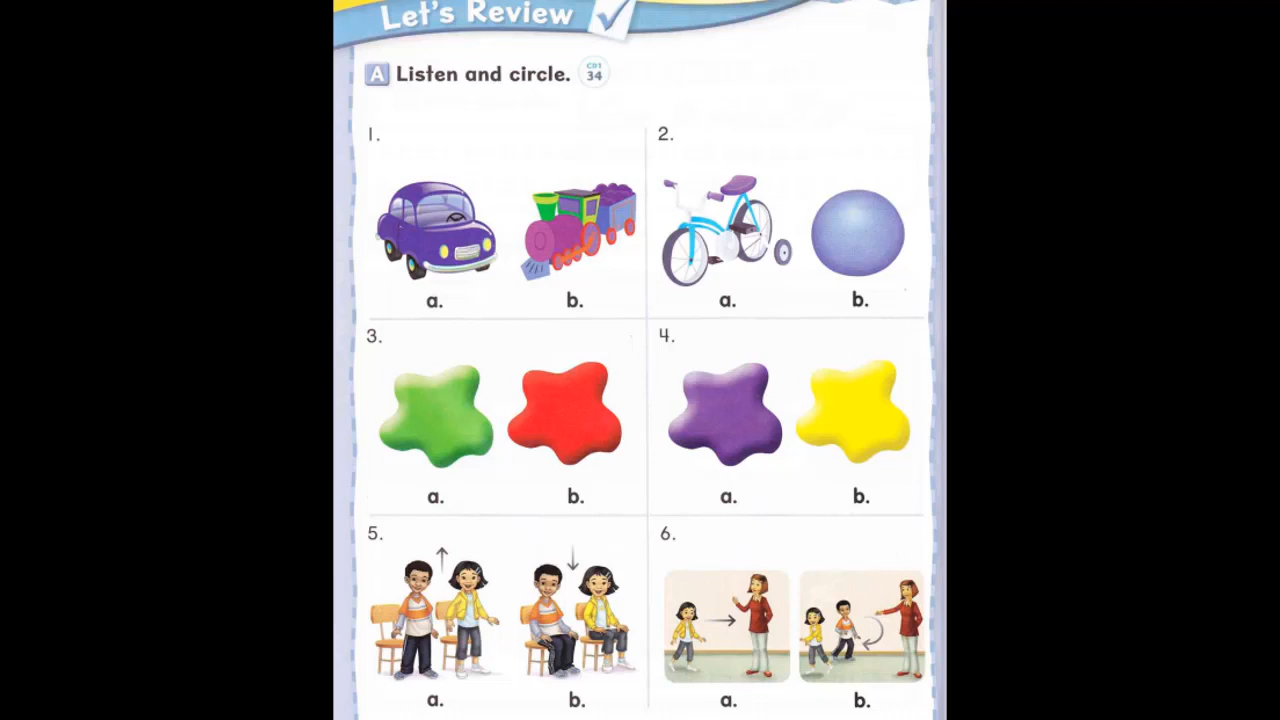 Let's Review
A Listen and circle. CD1 34
1. 2.
a. b. a. b.
3. 4.
a. b. a. b.
5. 6.
a. b. a. b.